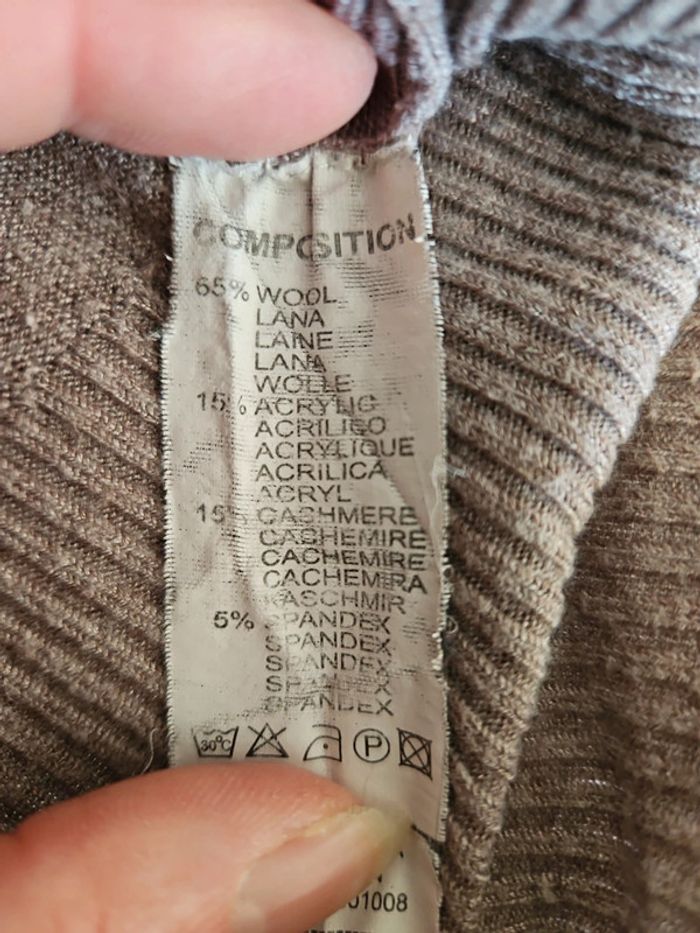 COMPOSITION
65% WOOL
LANA
LAINE
LANA
WOLLE
15% ACRYLIC
ACRILICO
ACRYLIQUE
ACRILICA
ACRYL
15% CASHMERE
CACHEMIRE
CACHEMIRE
CACHEMIRA
KASCHMIR
5% SPANDEX
SPANDEX
SPANDEX
SPANDEX
SPANDEX
30°C P
01008